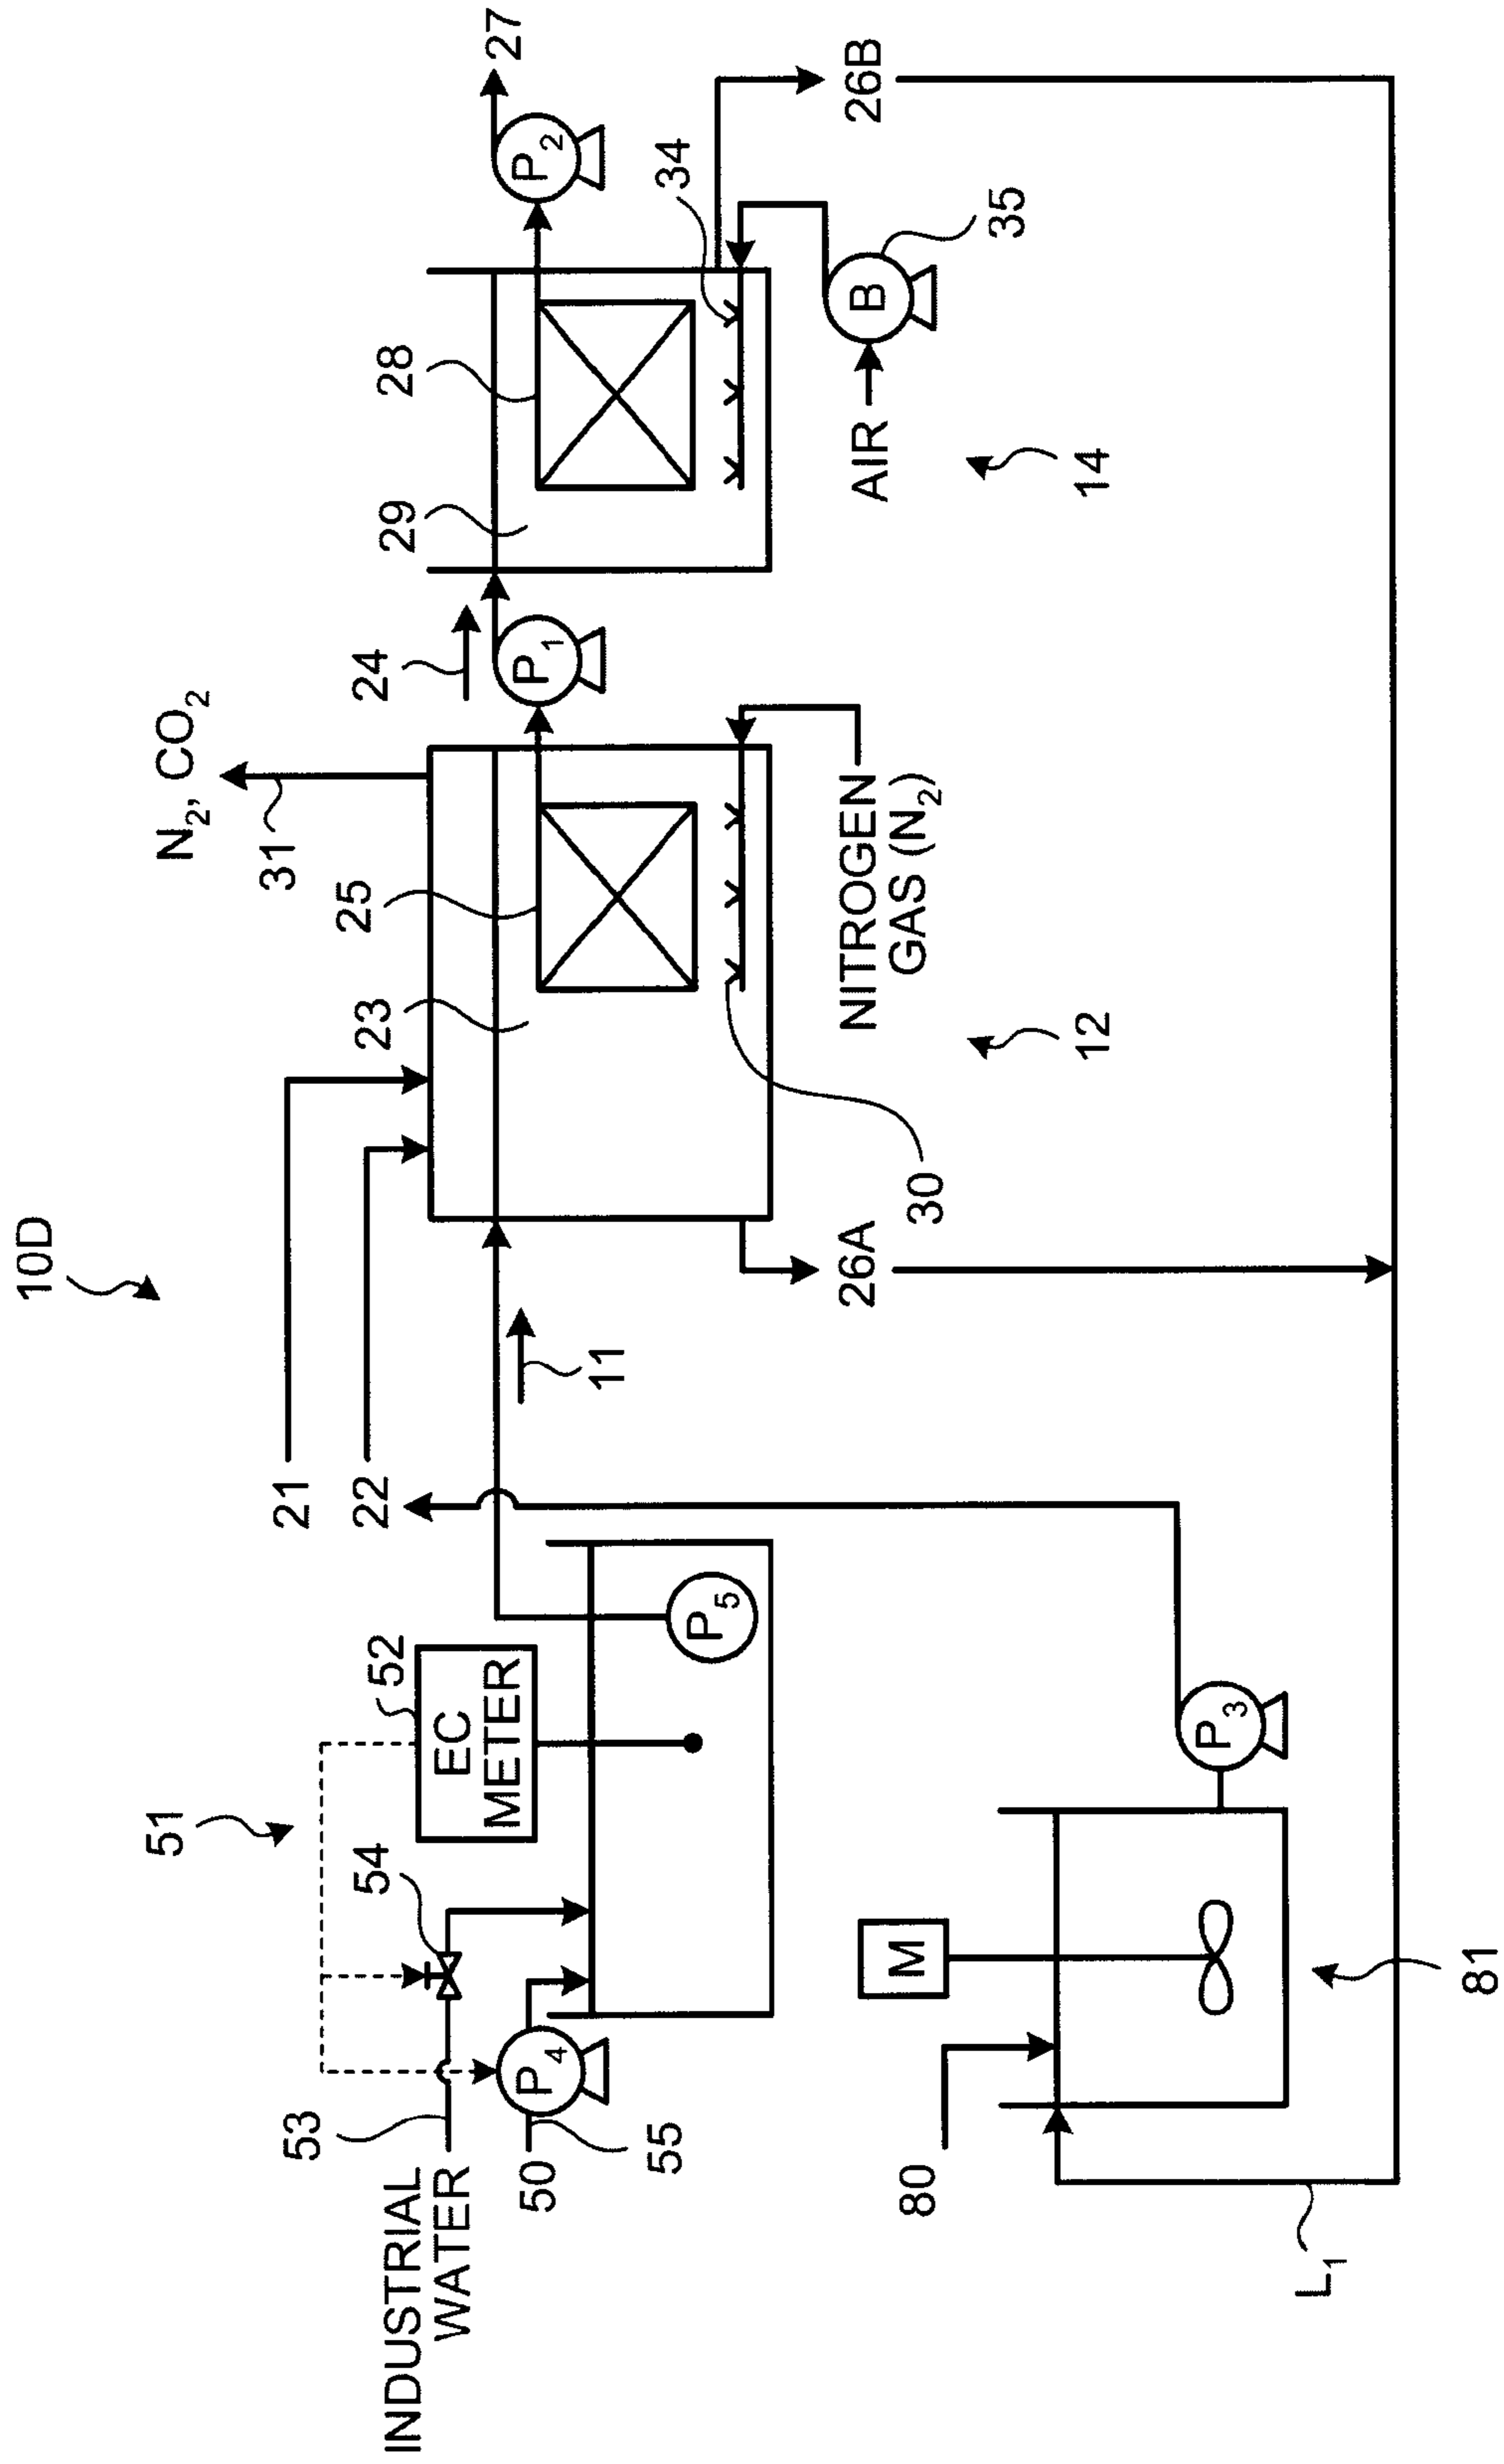 10D
N₂, CO₂
31
21
22
25
23
24
29
28
P₁
P₂
27
34
26B
B
35
AIR
14
NITROGEN
GAS (N₂)
12
30
26A
11
51
52
EC
METER
54
53
INDUSTRIAL
WATER
50
55
P₄
P₅
P₃
M
80
81
L₁